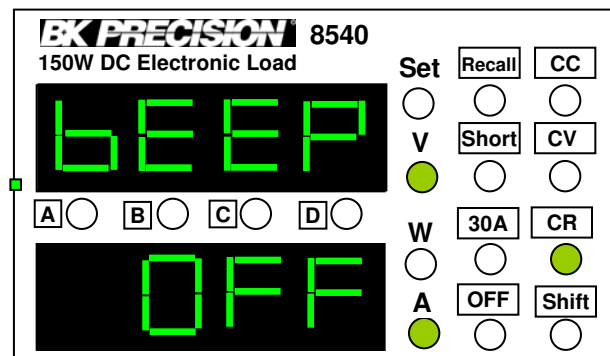 BK PRECISION 8540
150W DC Electronic Load
Set Recall CC
bEEP
V Short CV
A B C D
W 30A CR
OFF
A OFF Shift